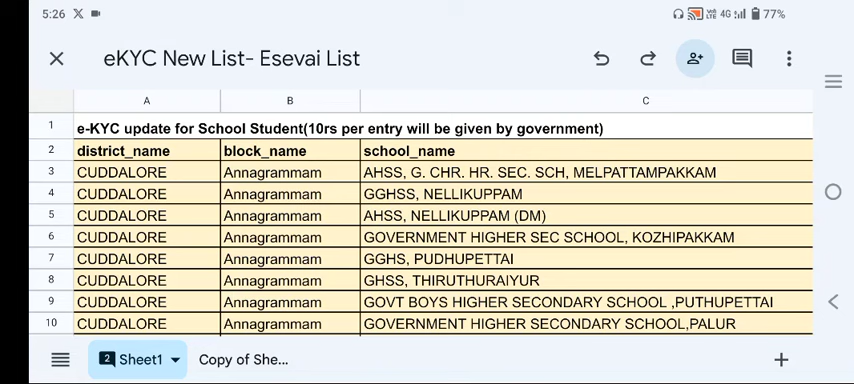 5:26 X 4G 77%
eKYC New List- Esevai List
A B C
1 e-KYC update for School Student(10rs per entry will be given by government)
2 district_name block_name school_name
3 CUDDALORE Annagrammam AHSS, G. CHR. HR. SEC. SCH, MELPATTAMPAKKAM
4 CUDDALORE Annagrammam GGHSS, NELLIKUPPAM
5 CUDDALORE Annagrammam AHSS, NELLIKUPPAM (DM)
6 CUDDALORE Annagrammam GOVERNMENT HIGHER SEC SCHOOL, KOZHIPAKKAM
7 CUDDALORE Annagrammam GGHS, PUDHUPETTAI
8 CUDDALORE Annagrammam GHSS, THIRUTHURAIYUR
9 CUDDALORE Annagrammam GOVT BOYS HIGHER SECONDARY SCHOOL ,PUTHUPETTAI
10 CUDDALORE Annagrammam GOVERNMENT HIGHER SECONDARY SCHOOL,PALUR
2 Sheet1 Copy of She...